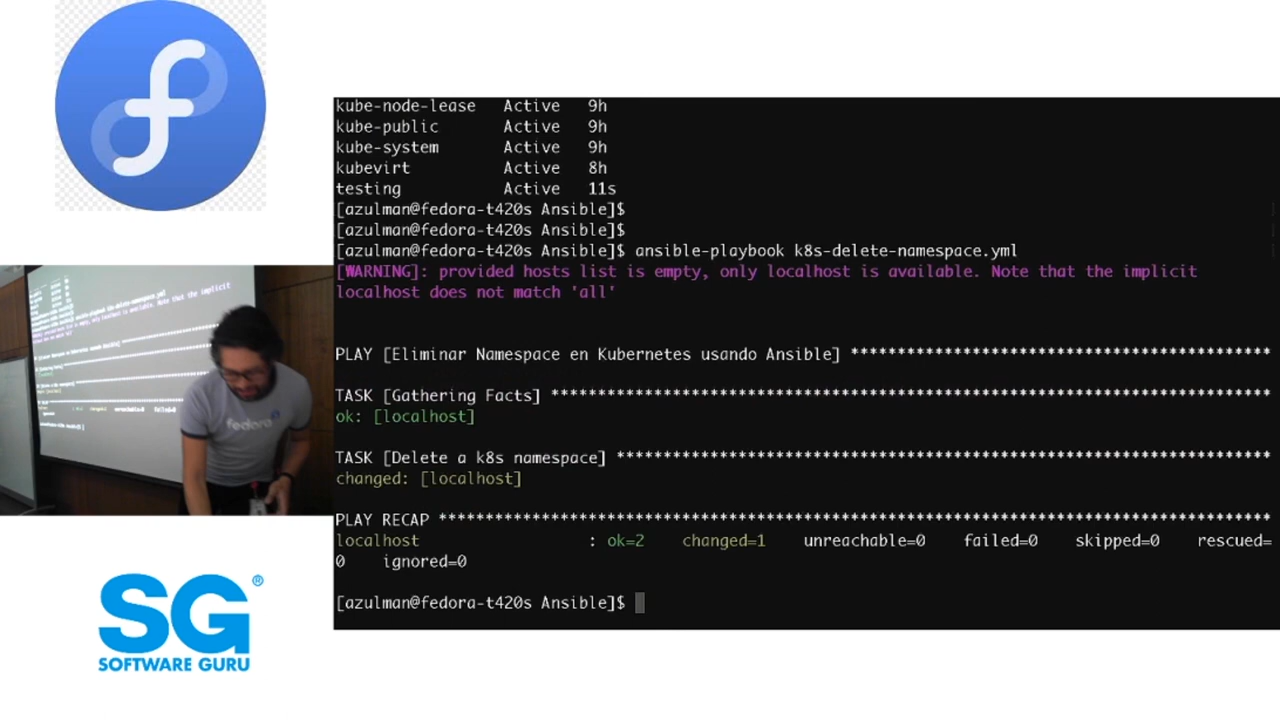 kube-node-lease   Active   9h
kube-public       Active   9h
kube-system       Active   9h
kubevirt          Active   8h
testing           Active   11s
[azulman@fedora-t420s Ansible]$
[azulman@fedora-t420s Ansible]$
[azulman@fedora-t420s Ansible]$ ansible-playbook k8s-delete-namespace.yml
[WARNING]: provided hosts list is empty, only localhost is available. Note that the implicit
localhost does not match 'all'
PLAY [Eliminar Namespace en Kubernetes usando Ansible] *********************************************
TASK [Gathering Facts] *****************************************************************************
ok: [localhost]
TASK [Delete a k8s namespace] **********************************************************************
changed: [localhost]
PLAY RECAP *****************************************************************************************
localhost                  : ok=2    changed=1    unreachable=0    failed=0    skipped=0    rescued=
0    ignored=0
[azulman@fedora-t420s Ansible]$
fedora
SG®
SOFTWARE GURU